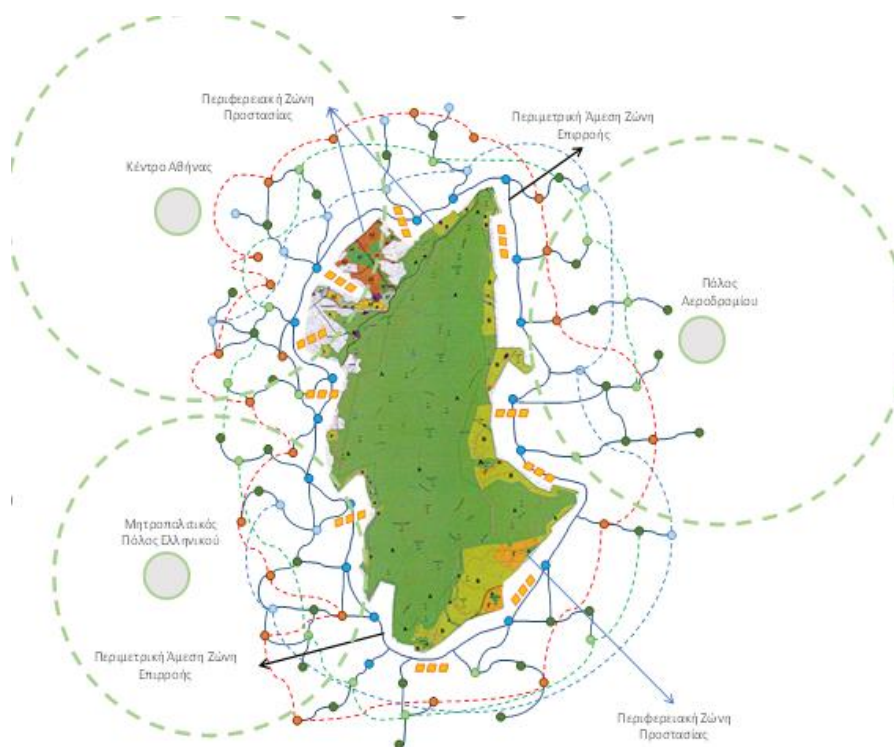 Περιφερειακή Ζώνη
Προστασίας
Περιμετρική Άμεση Ζώνη
Επιρροής
Κέντρο Αθήνας
Πόλος
Αεροδρομίου
Μητροπολιτικός
Πόλος Ελληνικού
Περιμετρική Άμεση Ζώνη
Επιρροής
Περιφερειακή Ζώνη
Προστασίας